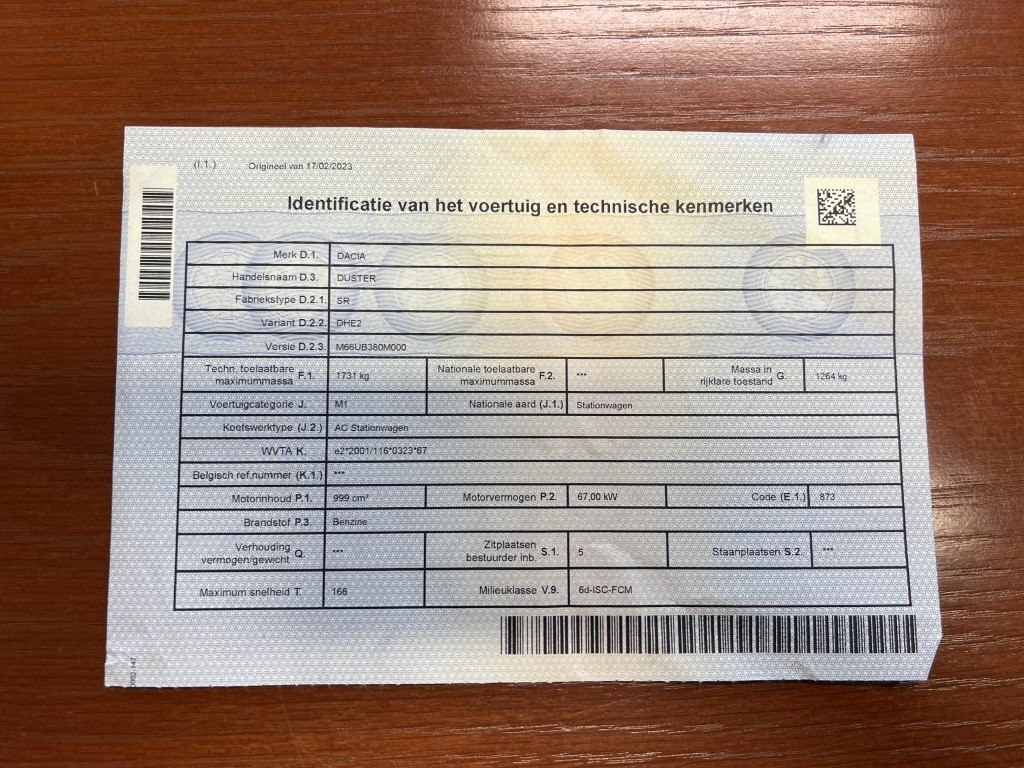 (I.1.) Origineel van 17/02/2023
Identificatie van het voertuig en technische kenmerken
Merk D.1. DACIA
Handelsnaam D.3. DUSTER
Fabriekstype D.2.1. SR
Variant D.2.2. DHE2
Versie D.2.3. M66UB380M000
Techn. toelaatbare maximummassa F.1. 1731 kg Nationale toelaatbare maximummassa F.2. *** Massa in rijklare toestand G. 1264 kg
Voertuigcategorie J. M1 Nationale aard (J.1.) Stationwagen
Koetswerktype (J.2.) AC Stationwagen
WVTA K. e2*2001/116*0323*67
Belgisch ref.nummer (K.1.) ***
Motorinhoud P.1. 999 cm³ Motorvermogen P.2. 67,00 kW Code (E.1.) 873
Brandstof P.3. Benzine
Verhouding vermogen/gewicht Q. *** Zitplaatsen bestuurder inb. S.1. 5 Staanplaatsen S.2. ***
Maximum snelheid T. 166 Milieuklasse V.9. 6d-ISC-FCM